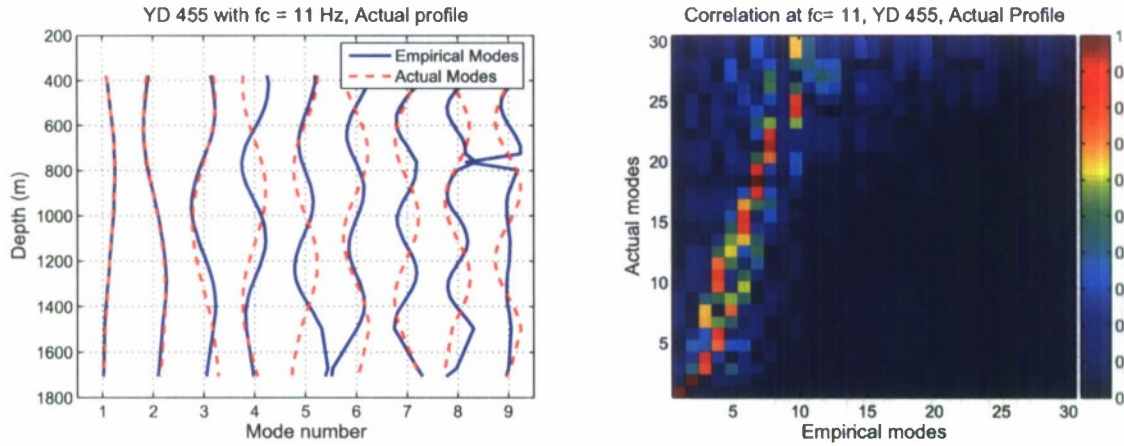 YD 455 with fc = 11 Hz, Actual profile
200
400
600
800
1000
1200
1400
1600
1800
Depth (m)
Empirical Modes
Actual Modes
1 2 3 4 5 6 7 8 9
Mode number
Correlation at fc= 11, YD 455, Actual Profile
30
25
20
15
10
5
Actual modes
5 10 15 20 25 30
Empirical modes
1
0
0
0
0
0
0
0
0
0
0